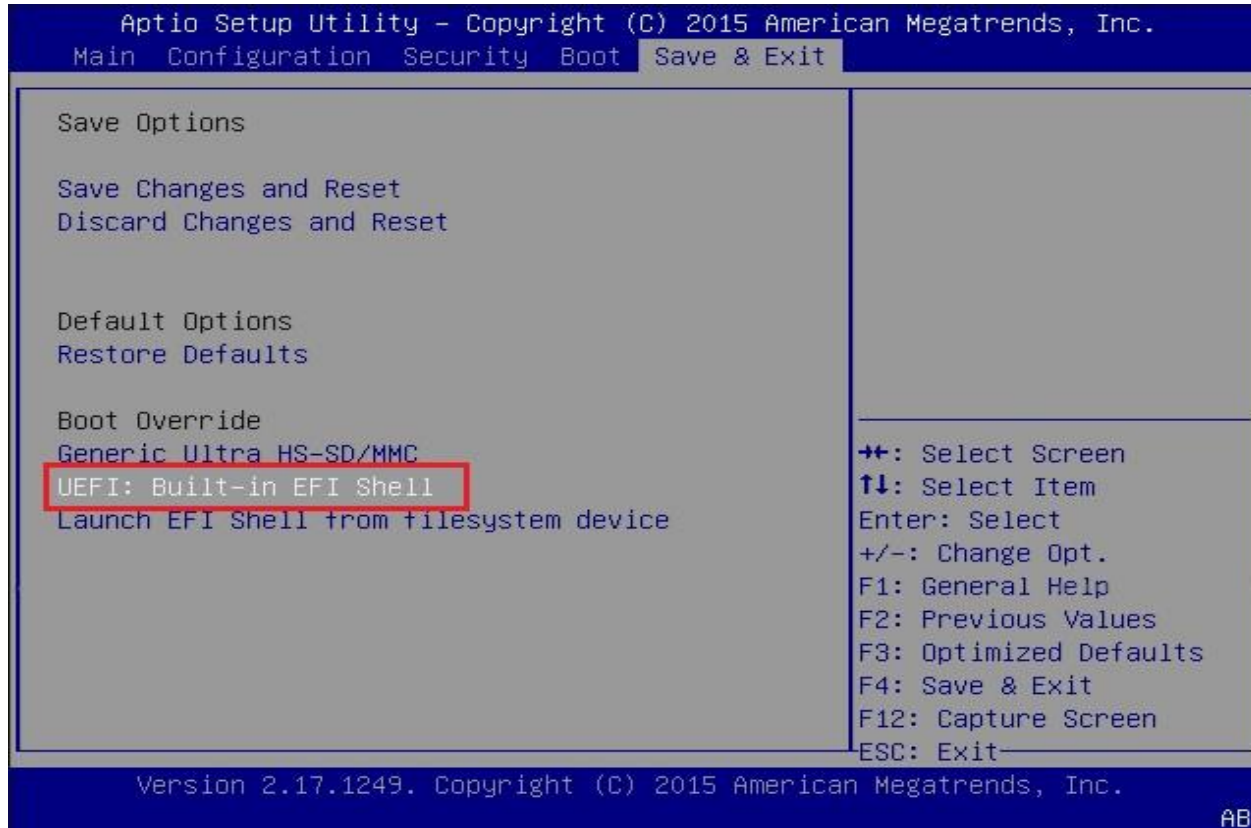 Aptio Setup Utility – Copyright (C) 2015 American Megatrends, Inc.
Main Configuration Security Boot Save & Exit
Save Options
Save Changes and Reset
Discard Changes and Reset
Default Options
Restore Defaults
Boot Override
Generic Ultra HS-SD/MMC
UEFI: Built-in EFI Shell
Launch EFI Shell from filesystem device
→←: Select Screen
↑↓: Select Item
Enter: Select
+/-: Change Opt.
F1: General Help
F2: Previous Values
F3: Optimized Defaults
F4: Save & Exit
F12: Capture Screen
ESC: Exit
Version 2.17.1249. Copyright (C) 2015 American Megatrends, Inc.
AB